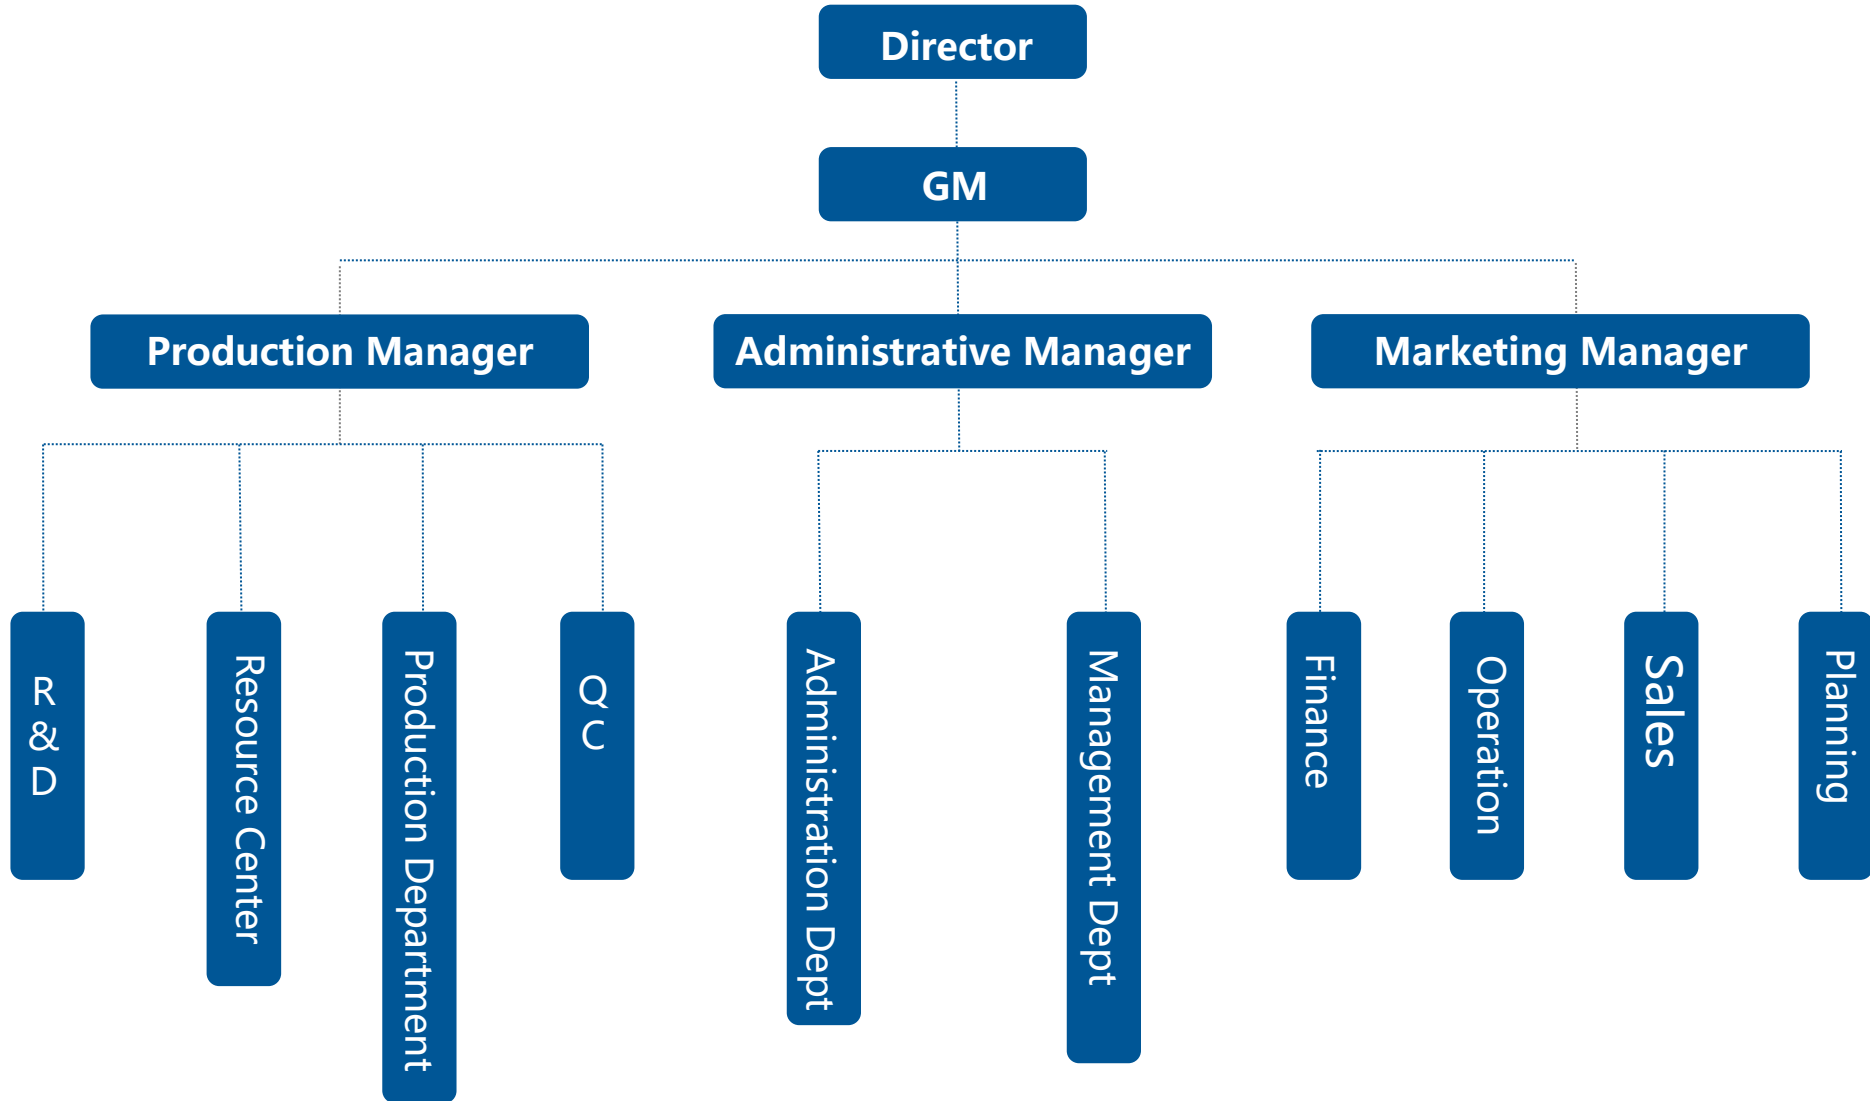 Director
GM
Production Manager
Administrative Manager
Marketing Manager
R
&
D
Resource Center
Production Department
Q
C
Administration Dept
Management Dept
Finance
Operation
Sales
Planning